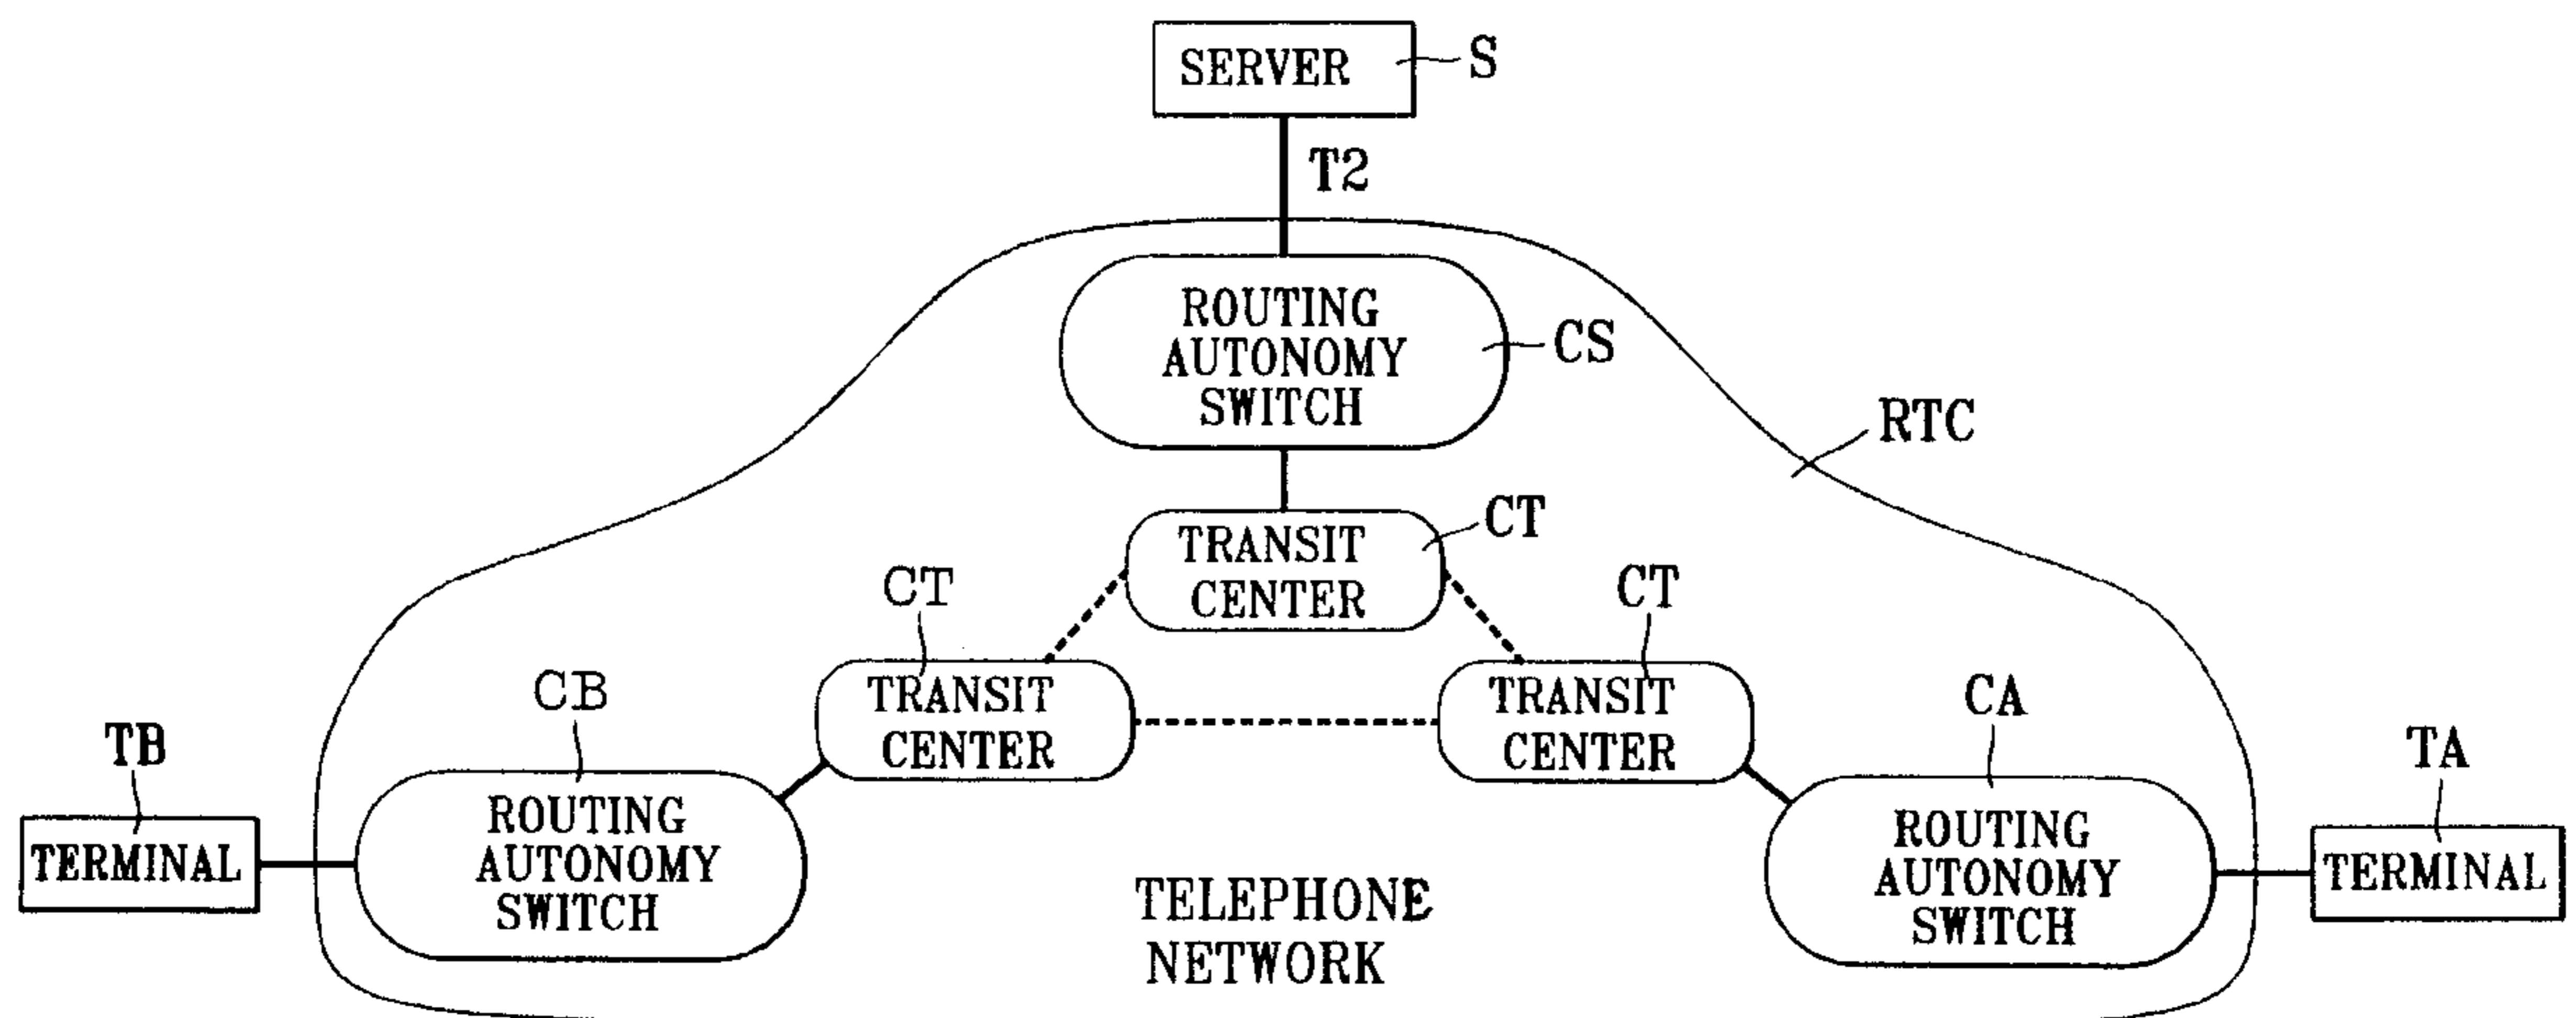 SERVER
S
T2
ROUTING
AUTONOMY
SWITCH
CS
RTC
TRANSIT
CENTER
CT
CT
TRANSIT
CENTER
CT
TRANSIT
CENTER
CB
ROUTING
AUTONOMY
SWITCH
CA
ROUTING
AUTONOMY
SWITCH
TB
TERMINAL
TA
TERMINAL
TELEPHONE
NETWORK